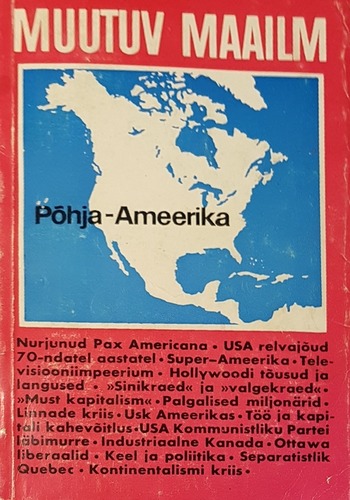 MUUTUV MAAILM
Põhja-Ameerika
Nurjunud Pax Americana • USA relvajõud
70-ndatel aastatel • Super-Ameerika • Tele-
visiooniimpeerium • Hollywoodi tõusud ja
langused • »Sinikraed« ja »valgekraed« •
»Must kapitalism« • Palgalised miljonärid •
Linnade kriis • Usk Ameerikas • Töö ja kapi-
tali kahevõitlus • USA Kommunistliku Partei
läbimurre • Industriaalne Kanada • Ottawa
liberaalid • Keel ja poliitika • Separatistlik
Quebec • Kontinentalismi kriis •